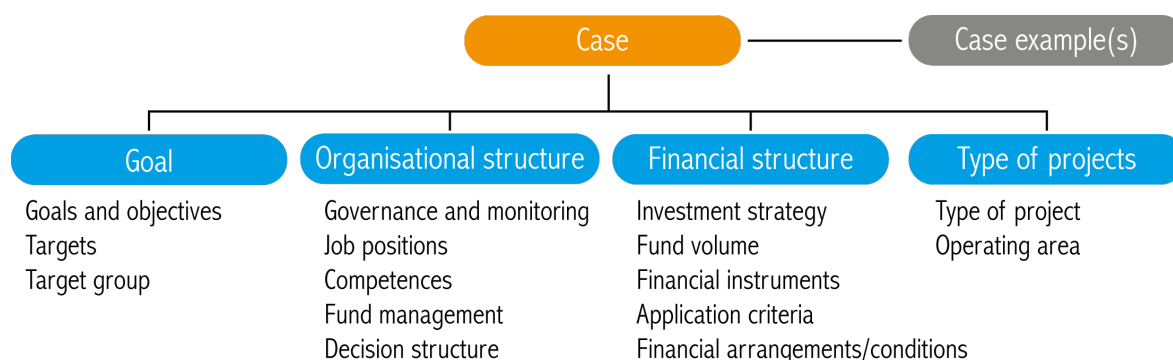 Case
Case example(s)
Goal
Goals and objectives
Targets
Target group
Organisational structure
Governance and monitoring
Job positions
Competences
Fund management
Decision structure
Financial structure
Investment strategy
Fund volume
Financial instruments
Application criteria
Financial arrangements/conditions
Type of projects
Type of project
Operating area